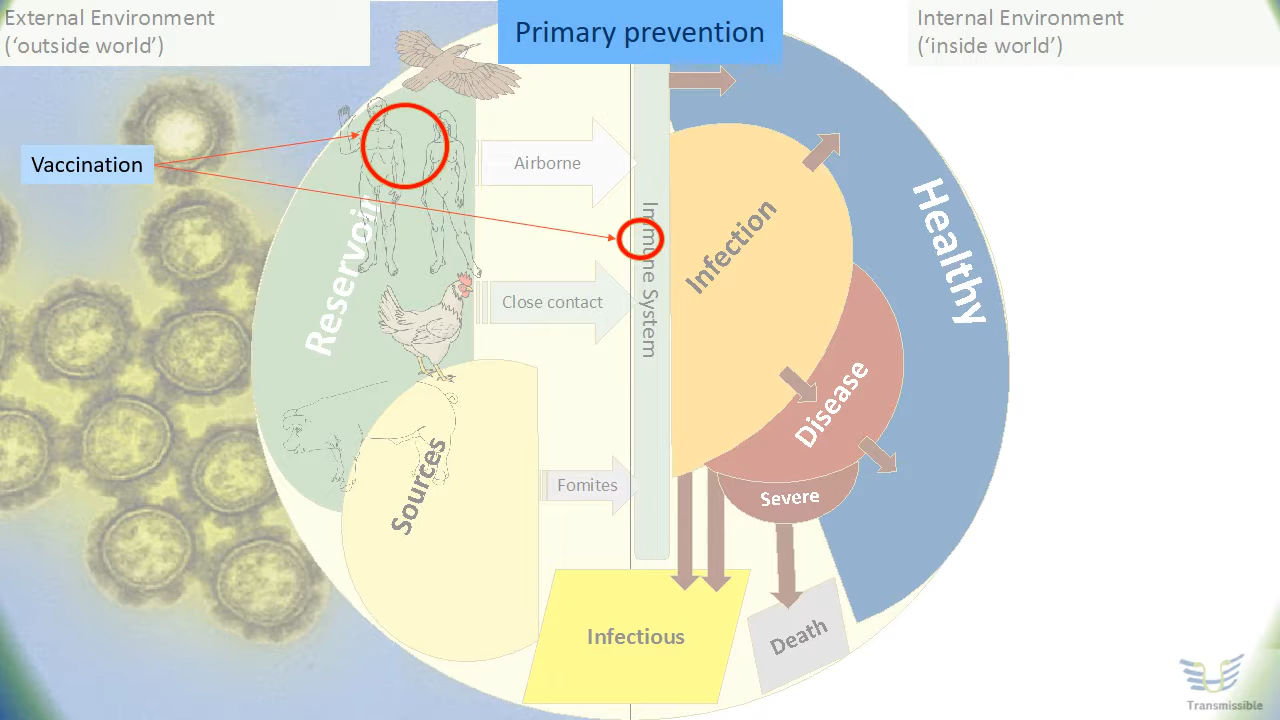 External Environment
(‘outside world’)
Primary prevention
Internal Environment
(‘inside world’)
Vaccination
Airborne
Reservoir
Immune System
Infection
Healthy
Close contact
Disease
Sources
Fomites
Severe
Infectious
Death
Transmissible